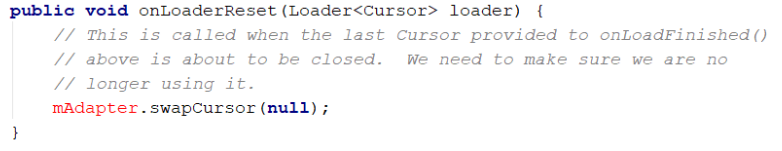 public void onLoaderReset(Loader<Cursor> loader) {
    // This is called when the last Cursor provided to onLoadFinished()
    // above is about to be closed.  We need to make sure we are no
    // longer using it.
    mAdapter.swapCursor(null);
}